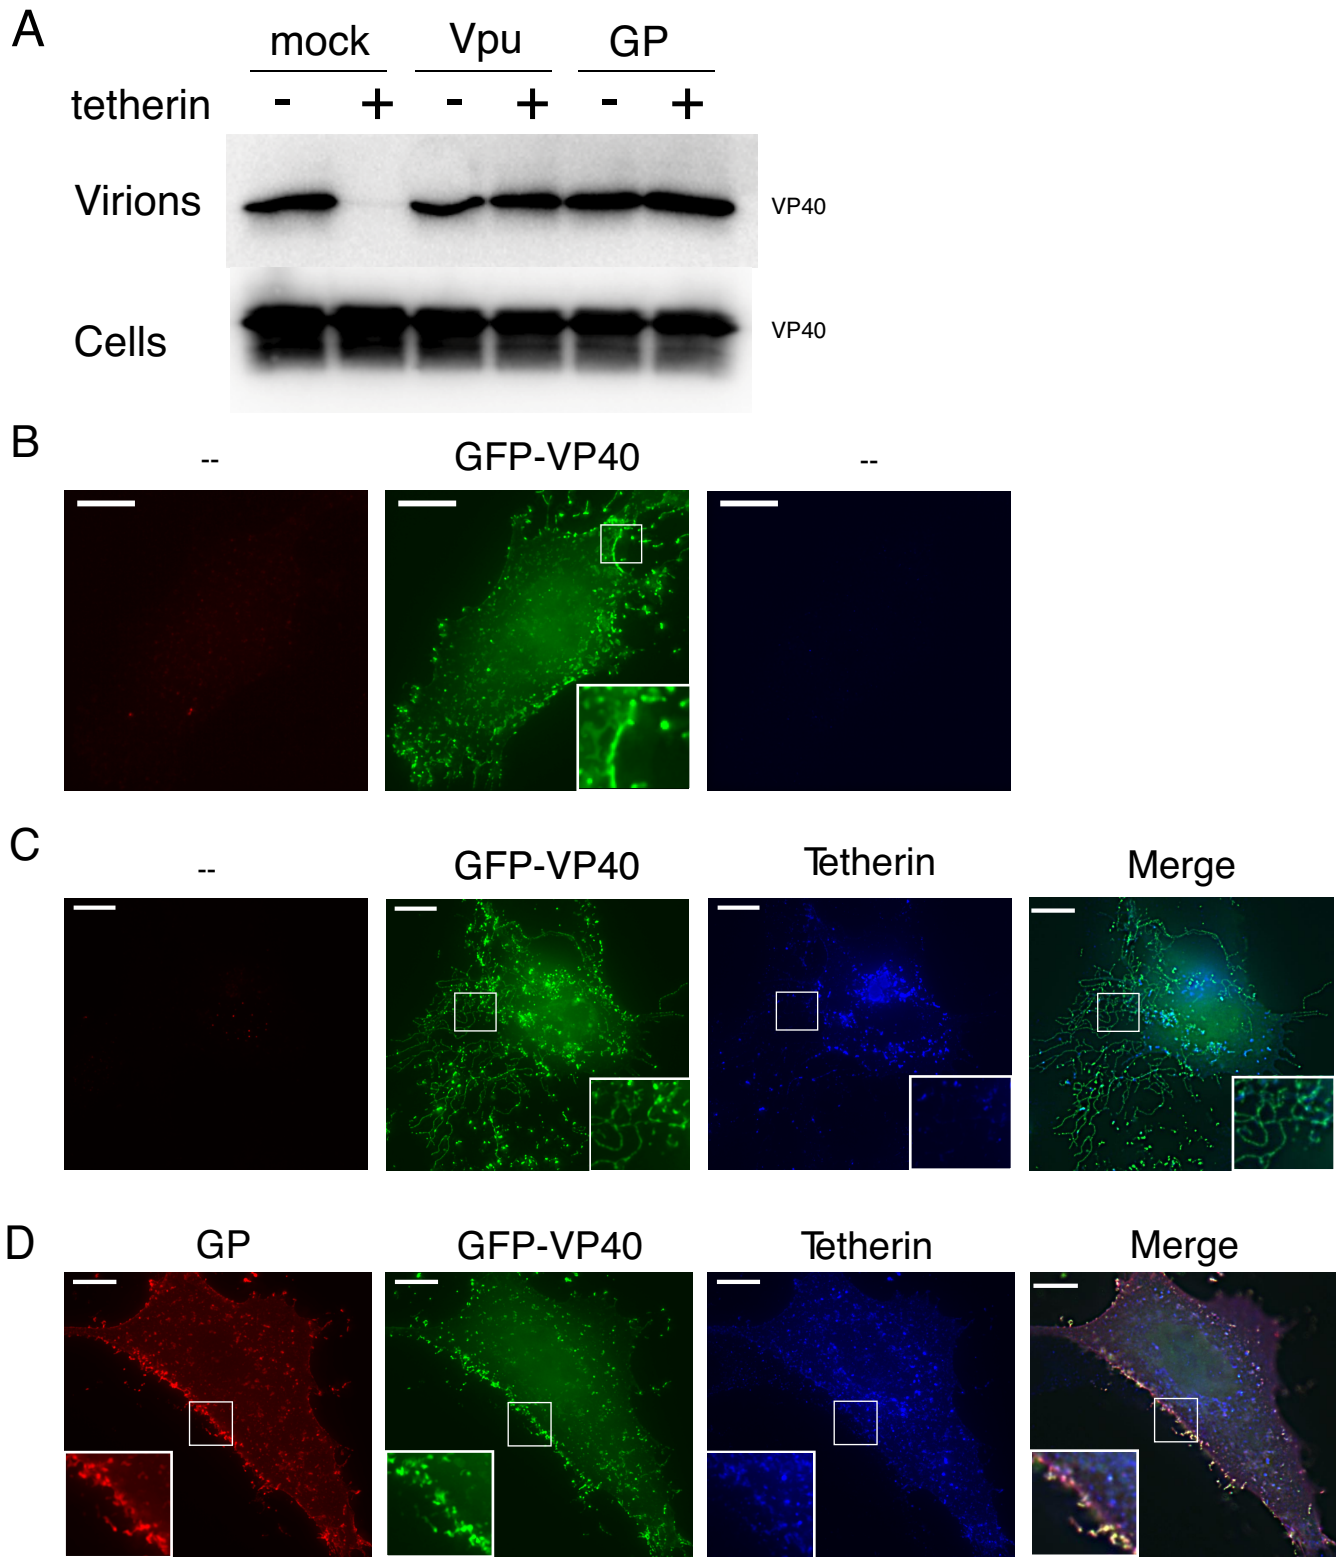 A
mock Vpu GP
tetherin - + - + - +
Virions VP40
Cells VP40
B
-- GFP-VP40 --
C
-- GFP-VP40 Tetherin Merge
D
GP GFP-VP40 Tetherin Merge